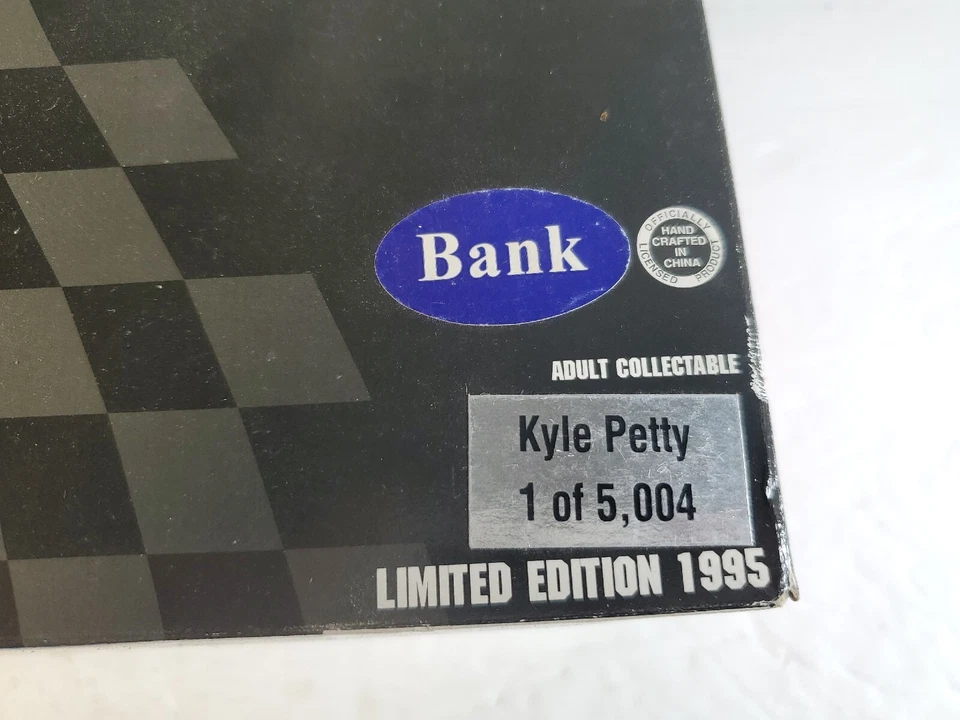 Bank
OFFICIALLY
HAND
CRAFTED
IN
CHINA
LICENSED PRODUCT
ADULT COLLECTABLE
Kyle Petty
1 of 5,004
LIMITED EDITION 1995